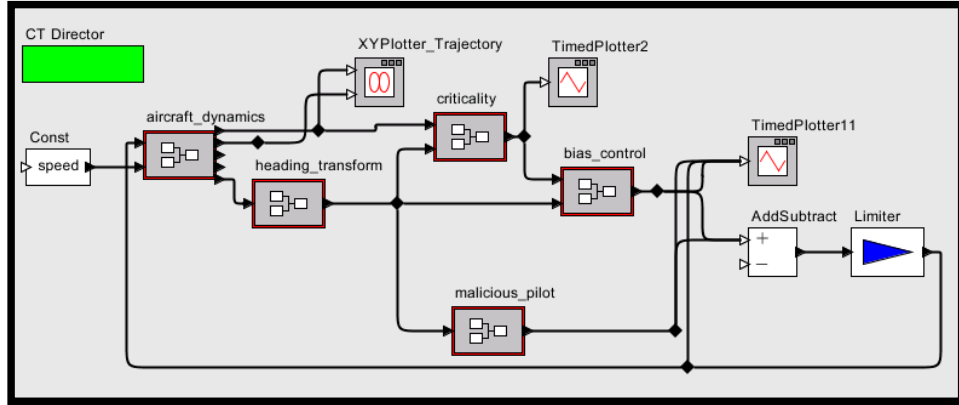 CT Director
XYPlotter_Trajectory
TimedPlotter2
criticality
aircraft_dynamics
TimedPlotter11
Const
speed
heading_transform
bias_control
AddSubtract
Limiter
+
−
malicious_pilot